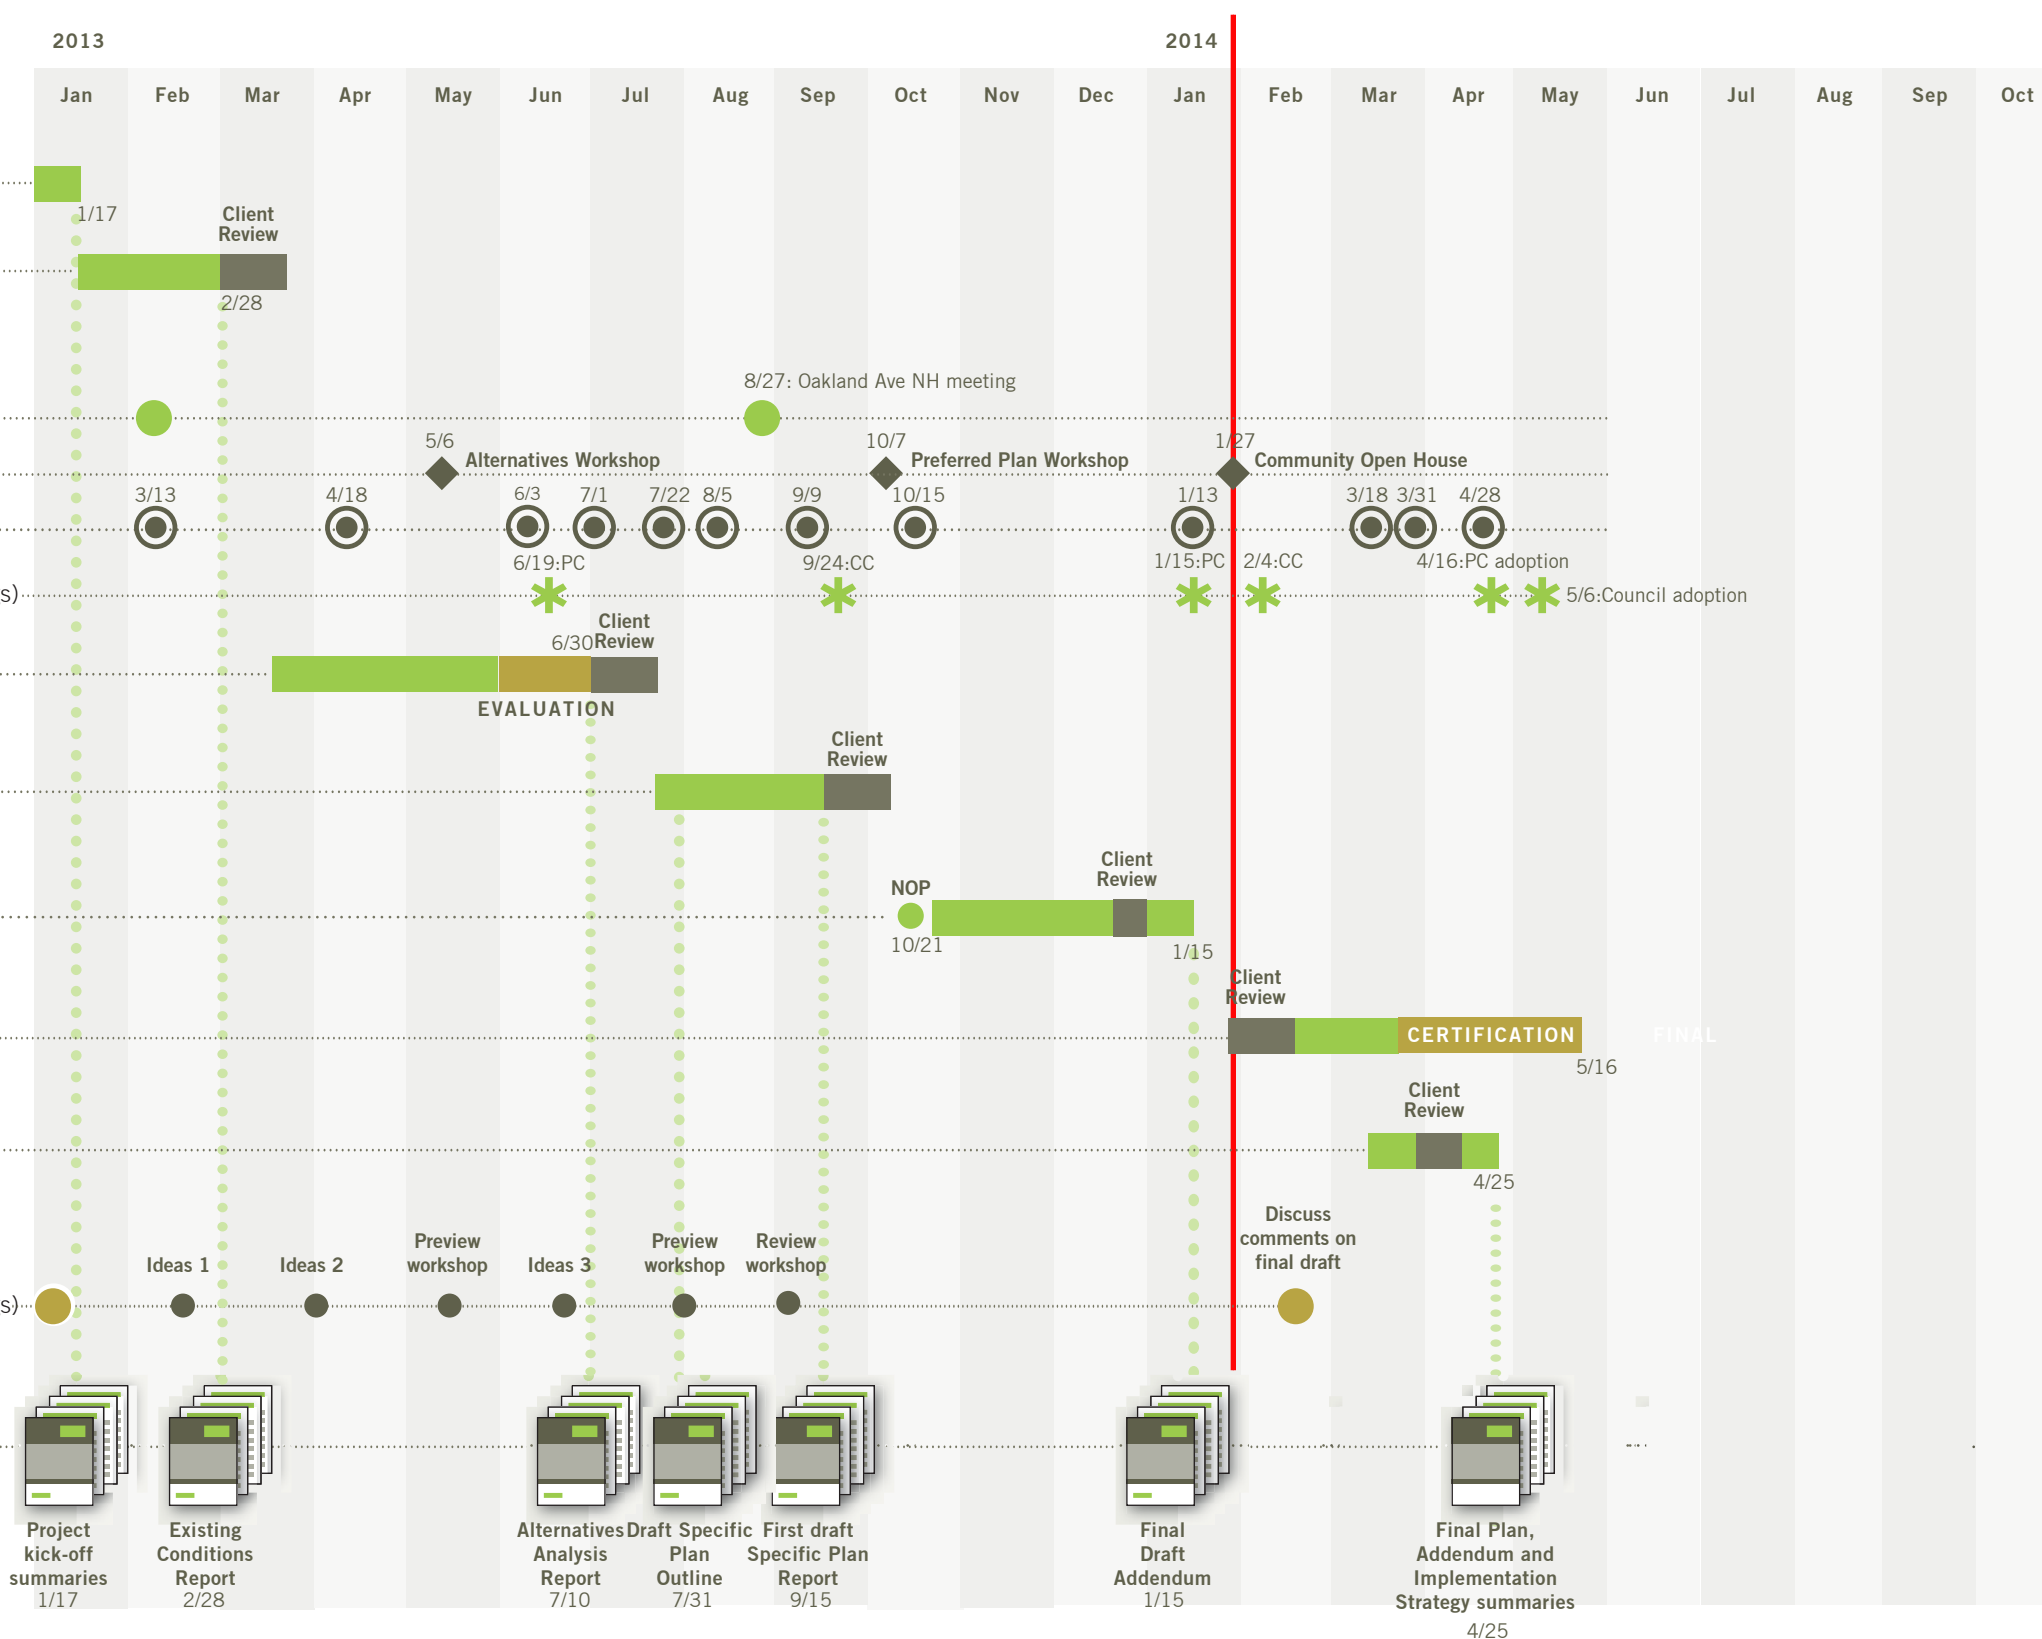 2013 2014
Jan Feb Mar Apr May Jun Jul Aug Sep Oct Nov Dec Jan Feb Mar Apr May Jun Jul Aug Sep Oct
1/17
Client
Review
2/28
8/27: Oakland Ave NH meeting
5/6 10/7 1/27
Alternatives Workshop Preferred Plan Workshop Community Open House
3/13 4/18 6/3 7/1 7/22 8/5 9/9 10/15 1/13 3/18 3/31 4/28
6/19:PC 9/24:CC 1/15:PC 2/4:CC 4/16:PC adoption
s) 5/6:Council adoption
Client
6/30 Review
EVALUATION
Client
Review
Client
Review
NOP
10/21 1/15
Client
Review
CERTIFICATION FINAL
5/16
Client
Review
4/25
Discuss
comments on
final draft
Preview Preview Review
Ideas 1 Ideas 2 workshop Ideas 3 workshop workshop
s)
Project Existing Alternatives Draft Specific First draft Final Final Plan,
kick-off Conditions Analysis Plan Specific Plan Draft Addendum and
summaries Report Report Outline Report Addendum Implementation
1/17 2/28 7/10 7/31 9/15 1/15 Strategy summaries
4/25